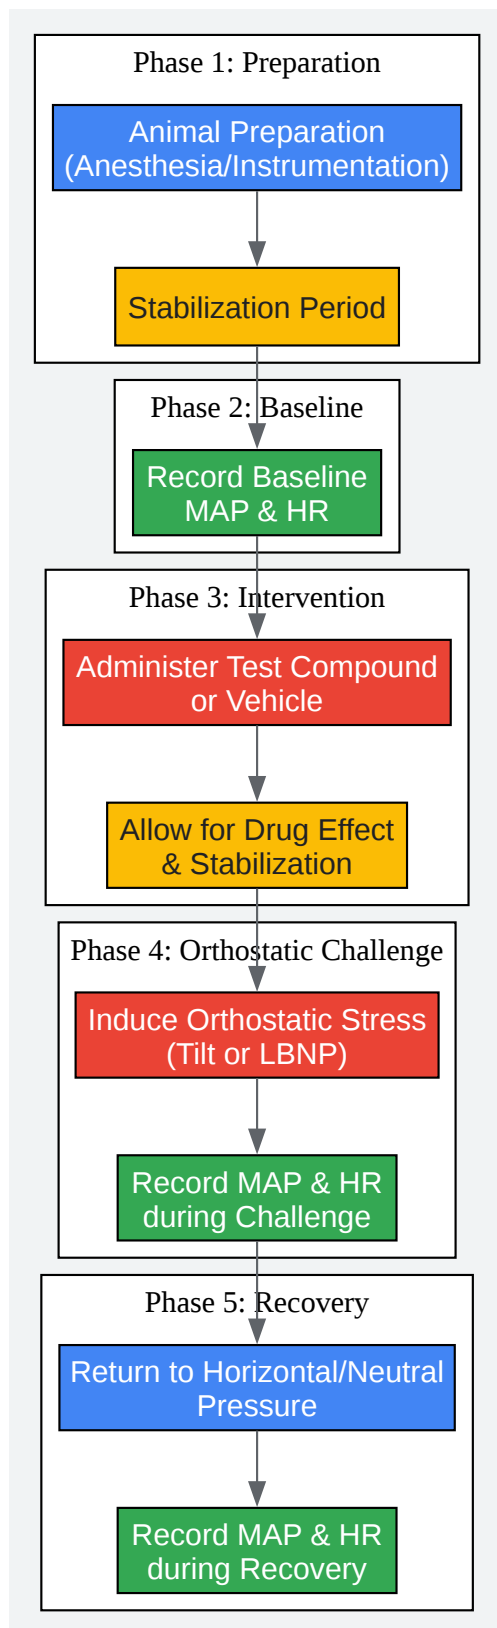 Phase 1: Preparation
Animal Preparation
(Anesthesia/Instrumentation)
Stabilization Period
Phase 2: Baseline
Record Baseline
MAP & HR
Phase 3: Intervention
Administer Test Compound
or Vehicle
Allow for Drug Effect
& Stabilization
Phase 4: Orthostatic Challenge
Induce Orthostatic Stress
(Tilt or LBNP)
Record MAP & HR
during Challenge
Phase 5: Recovery
Return to Horizontal/Neutral
Pressure
Record MAP & HR
during Recovery